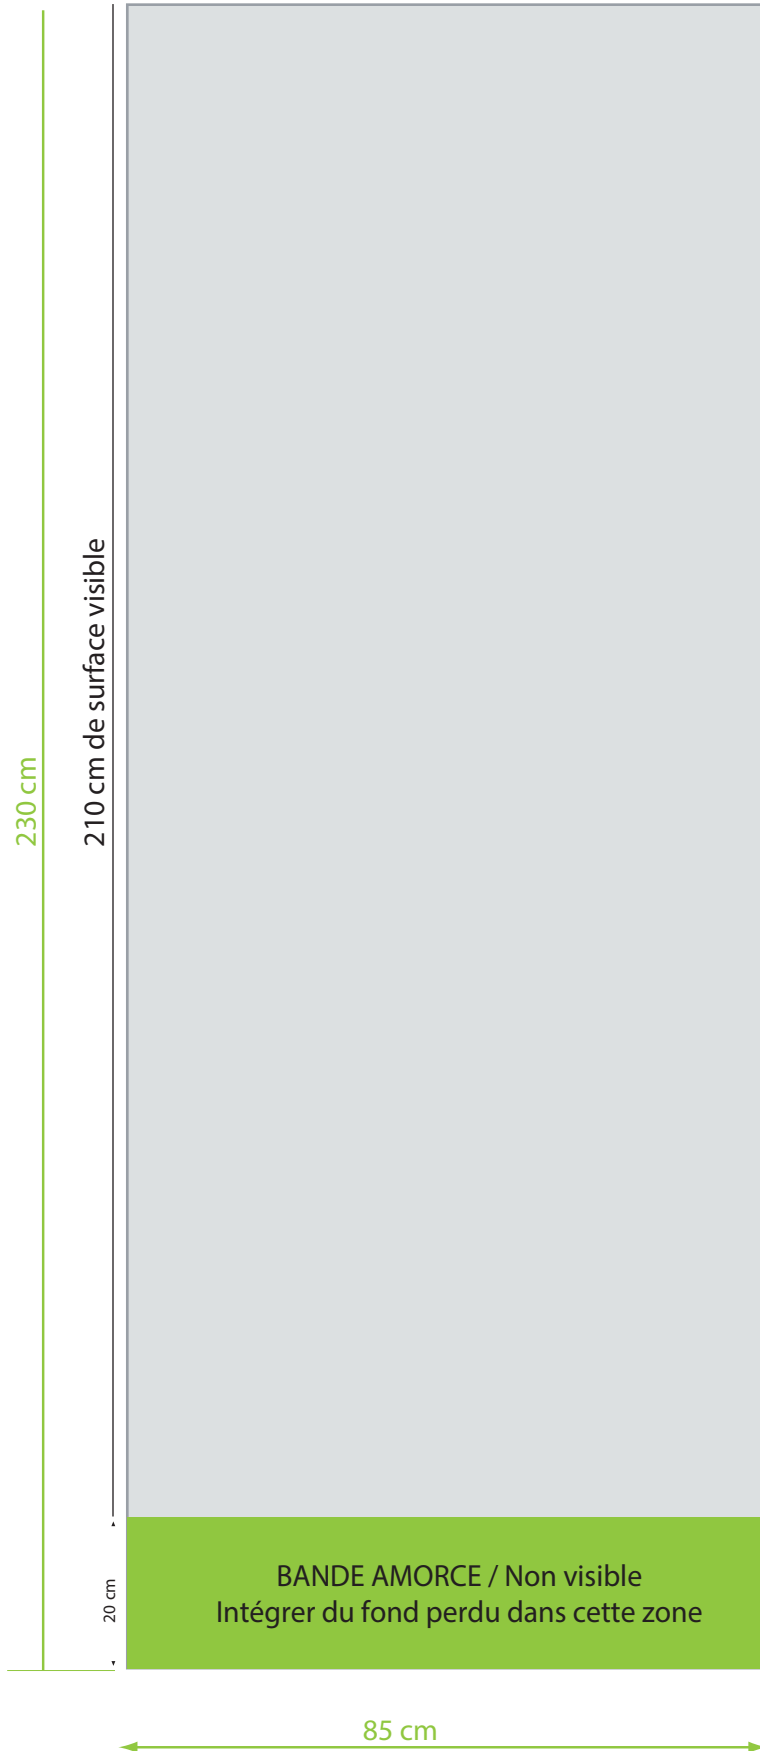 230 cm
210 cm de surface visible
20 cm
BANDE AMORCE / Non visible
Intégrer du fond perdu dans cette zone
85 cm